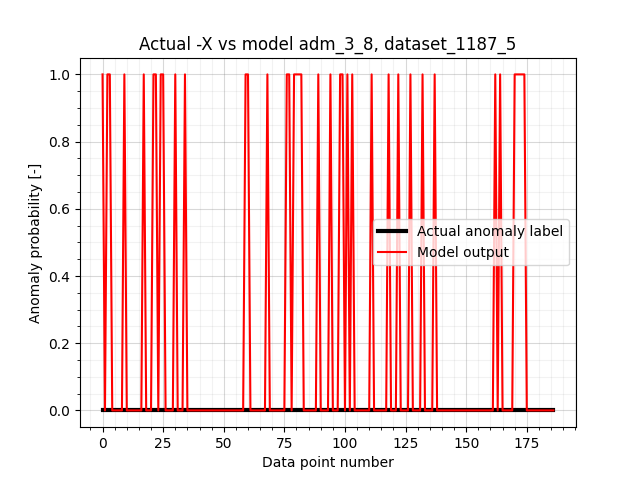 Actual -X vs model adm_3_8, dataset_1187_5
Anomaly probability [-]
1.0
0.8
0.6
0.4
0.2
0.0
Actual anomaly label
Model output
0 25 50 75 100 125 150 175
Data point number